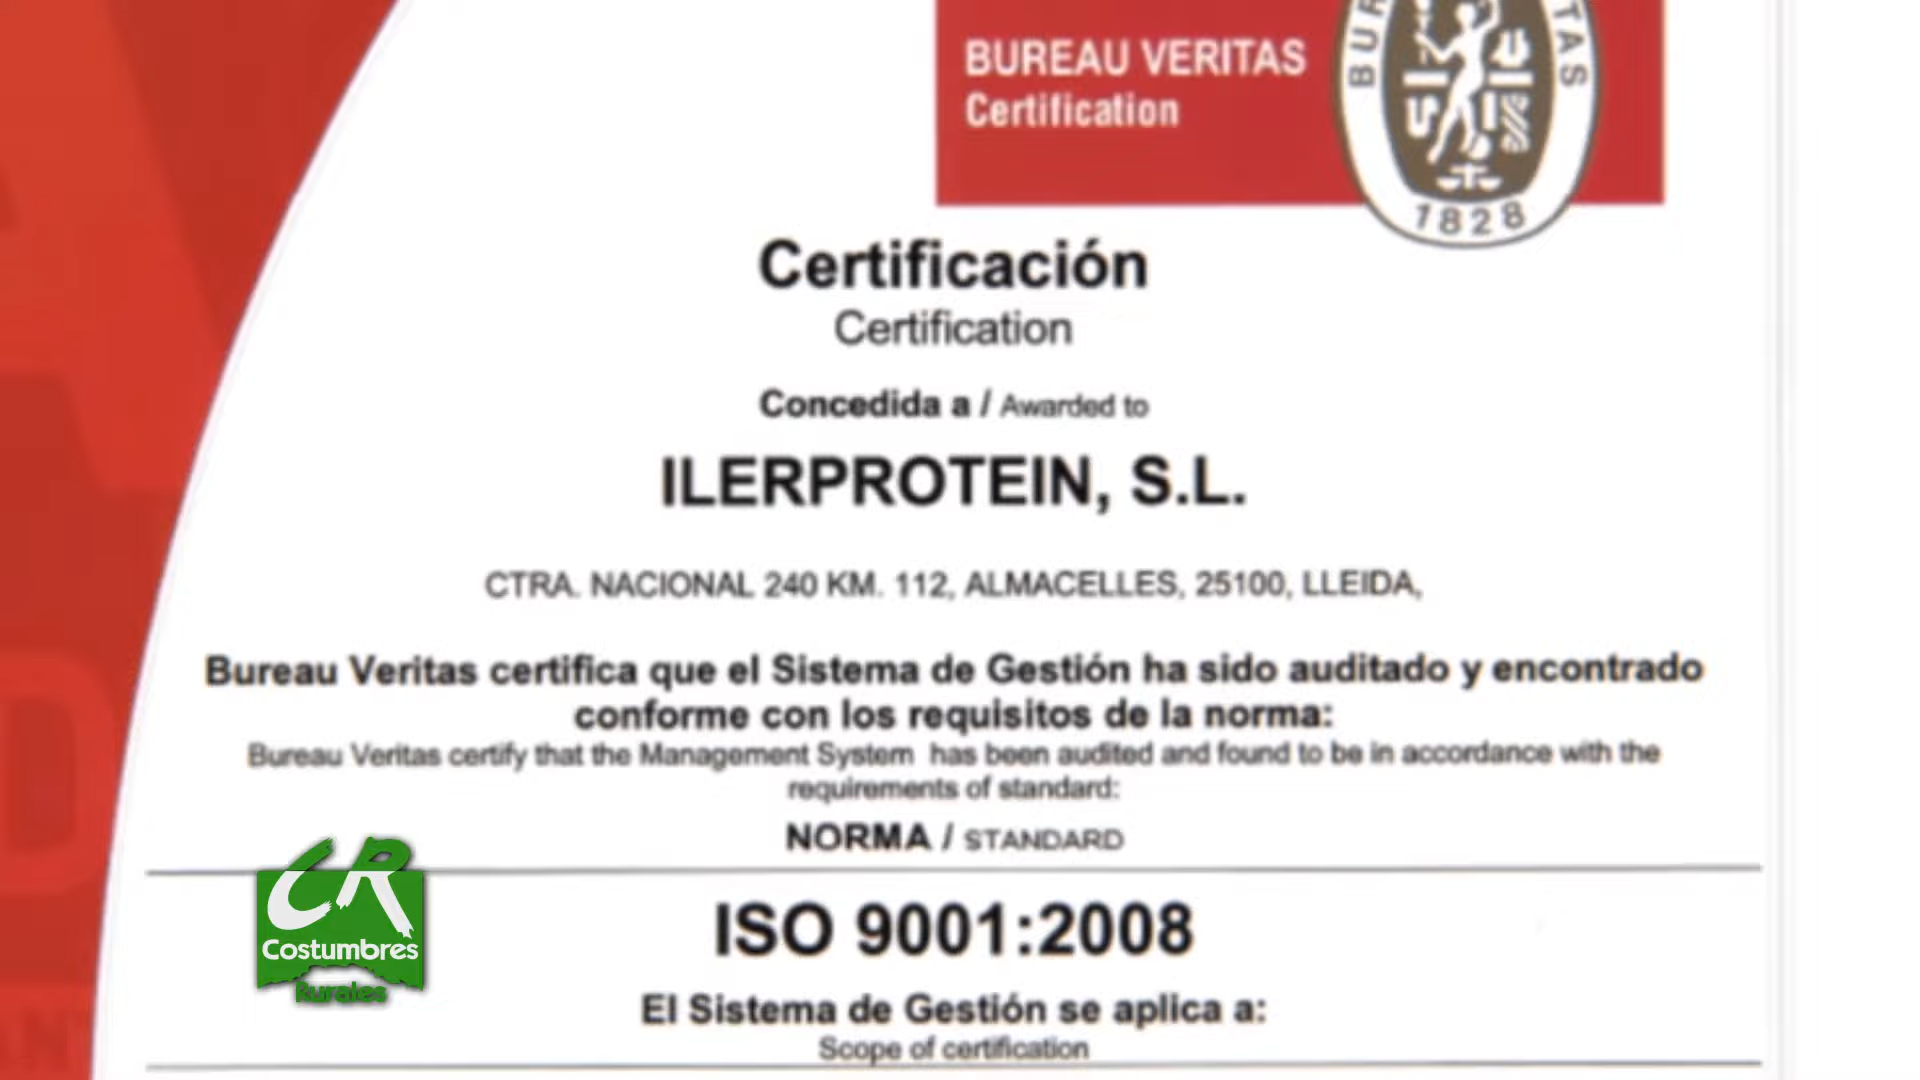 BUREAU VERITAS
Certification
BUR TAS
1828
Certificación
Certification
Concedida a / Awarded to
ILERPROTEIN, S.L.
CTRA. NACIONAL 240 KM. 112, ALMACELLES, 25100, LLEIDA,
Bureau Veritas certifica que el Sistema de Gestión ha sido auditado y encontrado
conforme con los requisitos de la norma:
Bureau Veritas certify that the Management System has been audited and found to be in accordance with the
requirements of standard:
NORMA / STANDARD
ISO 9001:2008
El Sistema de Gestión se aplica a:
Scope of certification
CR
Costumbres
Rurales